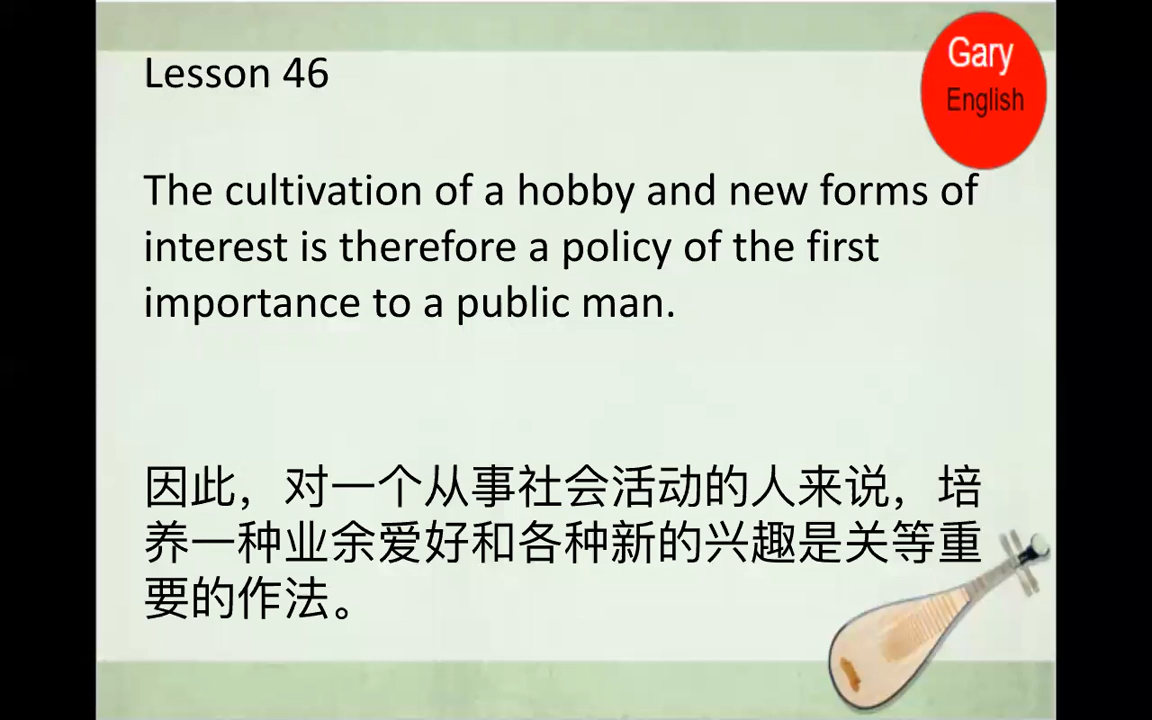 Lesson 46
Gary
English
The cultivation of a hobby and new forms of
interest is therefore a policy of the first
importance to a public man.
因此，对一个从事社会活动的人来说，培
养一种业余爱好和各种新的兴趣是关等重
要的作法。